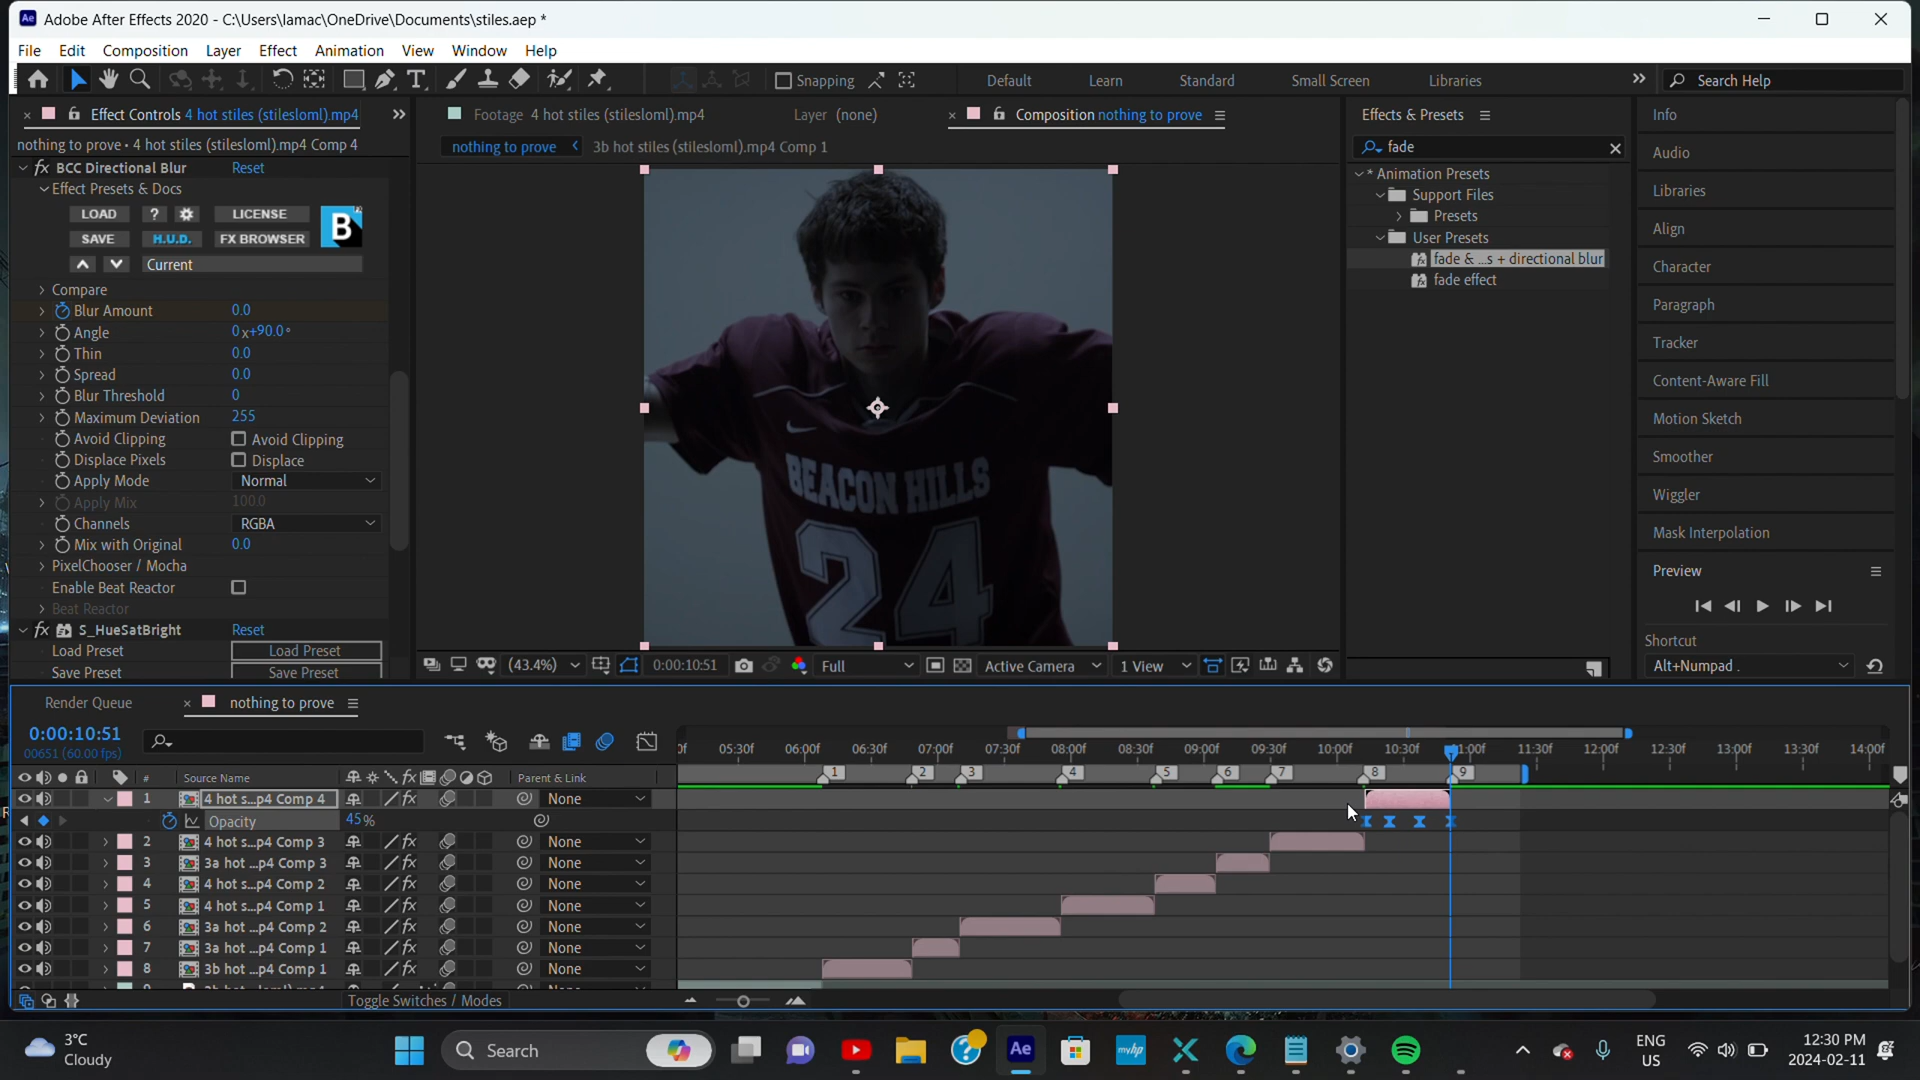 Adobe After Effects 2020 - C:\Users\lamac\OneDrive\Documents\stiles.aep *
File Edit Composition Layer Effect Animation View Window Help
Snapping Default Learn Standard Small Screen Libraries Search Help
Effect Controls 4 hot stiles (stilesloml).mp4
Footage 4 hot stiles (stilesloml).mp4 Layer (none) Composition nothing to prove
Effects & Presets
Info
nothing to prove • 4 hot stiles (stilesloml).mp4 Comp 4
nothing to prove 3b hot stiles (stilesloml).mp4 Comp 1
fade
Audio
BCC Directional Blur Reset
* Animation Presets
Effect Presets & Docs
Support Files
Libraries
LOAD ? LICENSE
Presets
SAVE H.U.D. FX BROWSER
B
User Presets
Align
Current
fade & ...s + directional blur
Character
fade effect
Compare
Blur Amount 0.0
Paragraph
Angle 0x+90.0°
Thin 0.0
Tracker
Spread 0.0
Content-Aware Fill
Blur Threshold 0
Maximum Deviation 255
Motion Sketch
Avoid Clipping Avoid Clipping
Displace Pixels Displace
Smoother
Apply Mode Normal
Wiggler
Apply Mix 100.0
Channels RGBA
Mask Interpolation
Mix with Original 0.0
PixelChooser / Mocha
Preview
Enable Beat Reactor
Beat Reactor
S_HueSatBright Reset
Shortcut
Load Preset Load Preset
Alt+Numpad .
Save Preset Save Preset
BEACON HILLS
24
(43.4%) 0:00:10:51 Full Active Camera 1 View
Render Queue nothing to prove
0:00:10:51
00651 (60.00 fps)
0f 05:30f 06:00f 06:30f 07:00f 07:30f 08:00f 08:30f 09:00f 09:30f 10:00f 10:30f 1:00f 11:30f 12:00f 12:30f 13:00f 13:30f 14:00f
# Source Name Parent & Link
1 2 3 4 5 6 7 8 9
1 4 hot s...p4 Comp 4 None
Opacity 45%
2 4 hot s...p4 Comp 3 None
3 3a hot ...p4 Comp 3 None
4 4 hot s...p4 Comp 2 None
5 4 hot s...p4 Comp 1 None
6 3a hot ...p4 Comp 2 None
7 3a hot ...p4 Comp 1 None
8 3b hot ...p4 Comp 1 None
Toggle Switches / Modes
3°C
Cloudy
Search
Ae
myhp
ENG
US
12:30 PM
2024-02-11